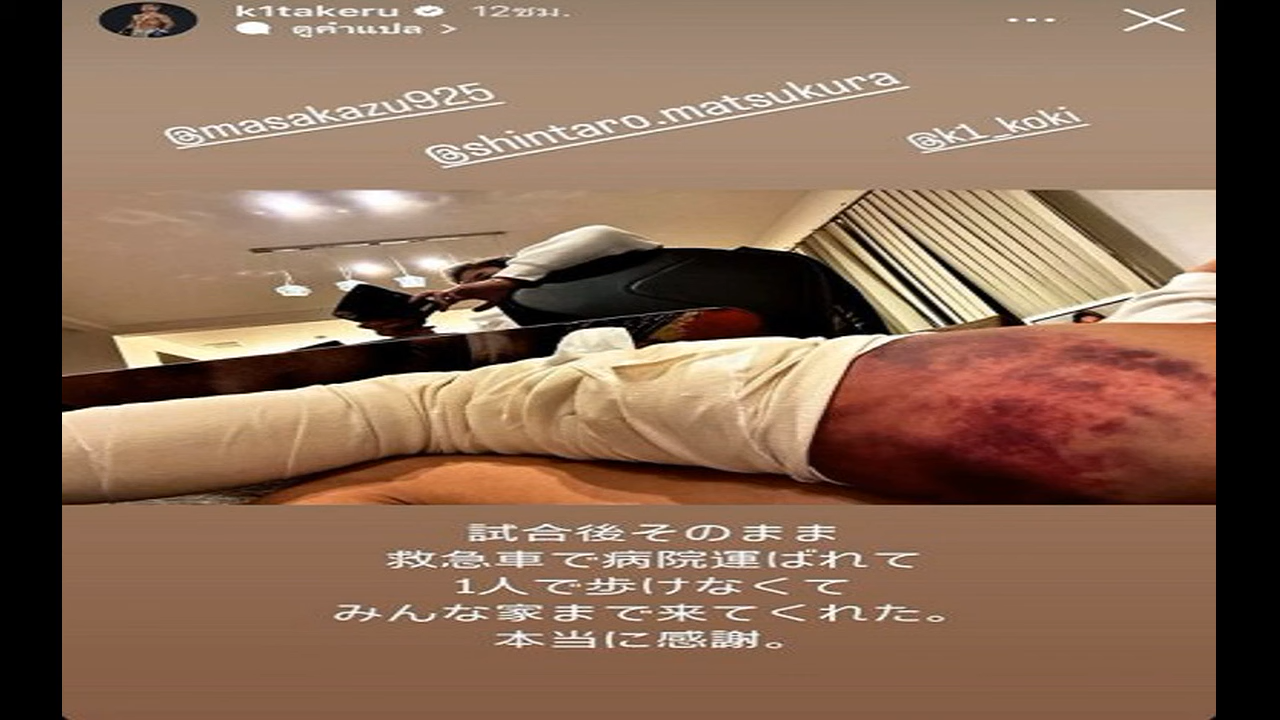 k1takeru 12ชม.
ดูคำแปล >
@masakazu925
@shintaro.matsukura
@k1_koki
試合後そのまま
救急車で病院運ばれて
1人で歩けなくて
みんな家まで来てくれた。
本当に感謝。